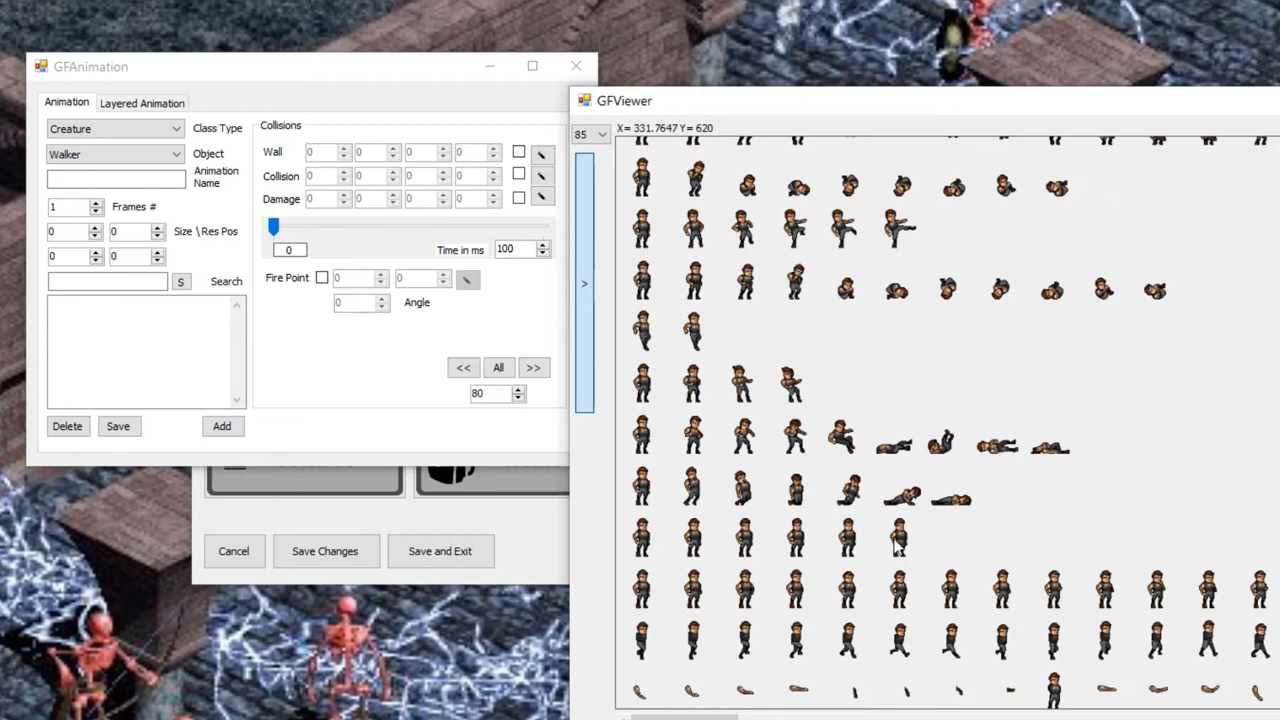 GFAnimation
Animation
Layered Animation
Creature
Class Type
Walker
Object
Animation
Name
1
Frames #
0
0
Size \Res Pos
0
0
S
Search
Delete
Save
Add
Collisions
Wall
0
0
0
0
Collision
0
0
0
0
Damage
0
0
0
0
0
Time in ms
100
Fire Point
0
0
0
Angle
<<
All
>>
80
Cancel
Save Changes
Save and Exit
GFViewer
85
X= 331.7647 Y= 620
>